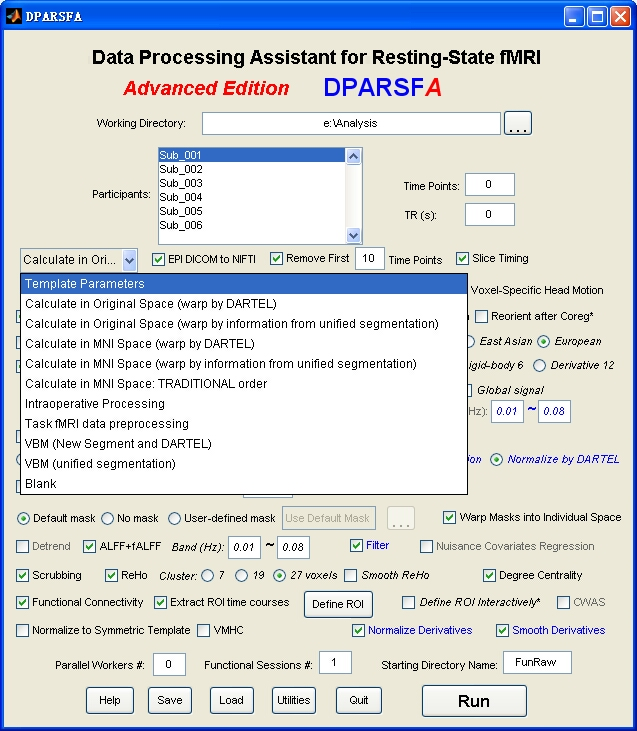 DPARSFA
Data Processing Assistant for Resting-State fMRI
Advanced Edition DPARSFA
Working Directory: e:\Analysis ...
Participants: Sub_001
Sub_002
Sub_003
Sub_004
Sub_005
Sub_006
Time Points: 0
TR (s): 0
Calculate in Ori... EPI DICOM to NIFTI Remove First 10 Time Points Slice Timing
Template Parameters
Voxel-Specific Head Motion
Calculate in Original Space (warp by DARTEL)
Calculate in Original Space (warp by information from unified segmentation)
Reorient after Coreg*
Calculate in MNI Space (warp by DARTEL)
East Asian European
Calculate in MNI Space (warp by information from unified segmentation)
igid-body 6 Derivative 12
Calculate in MNI Space: TRADITIONAL order
Global signal
Intraoperative Processing
Hz): 0.01 ~ 0.08
Task fMRI data preprocessing
VBM (New Segment and DARTEL)
VBM (unified segmentation)
on Normalize by DARTEL
Blank
Default mask No mask User-defined mask Use Default Mask ... Warp Masks into Individual Space
Detrend ALFF+fALFF Band (Hz): 0.01 ~ 0.08 Filter Nuisance Covariates Regression
Scrubbing ReHo Cluster: 7 19 27 voxels Smooth ReHo Degree Centrality
Functional Connectivity Extract ROI time courses Define ROI Define ROI Interactively* CWAS
Normalize to Symmetric Template VMHC Normalize Derivatives Smooth Derivatives
Parallel Workers #: 0 Functional Sessions #: 1 Starting Directory Name: FunRaw
Help Save Load Utilities Quit Run